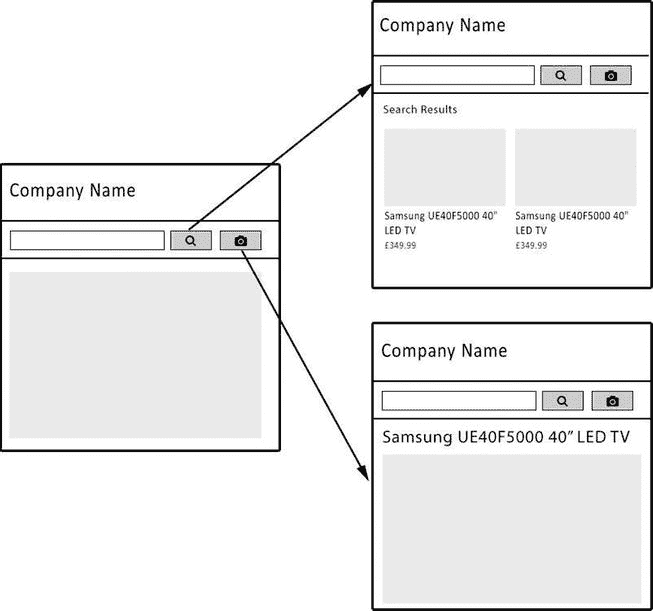 Company Name
Company Name
Search Results
Samsung UE40F5000 40" Samsung UE40F5000 40"
LED TV LED TV
£349.99 £349.99
Company Name
Samsung UE40F5000 40” LED TV